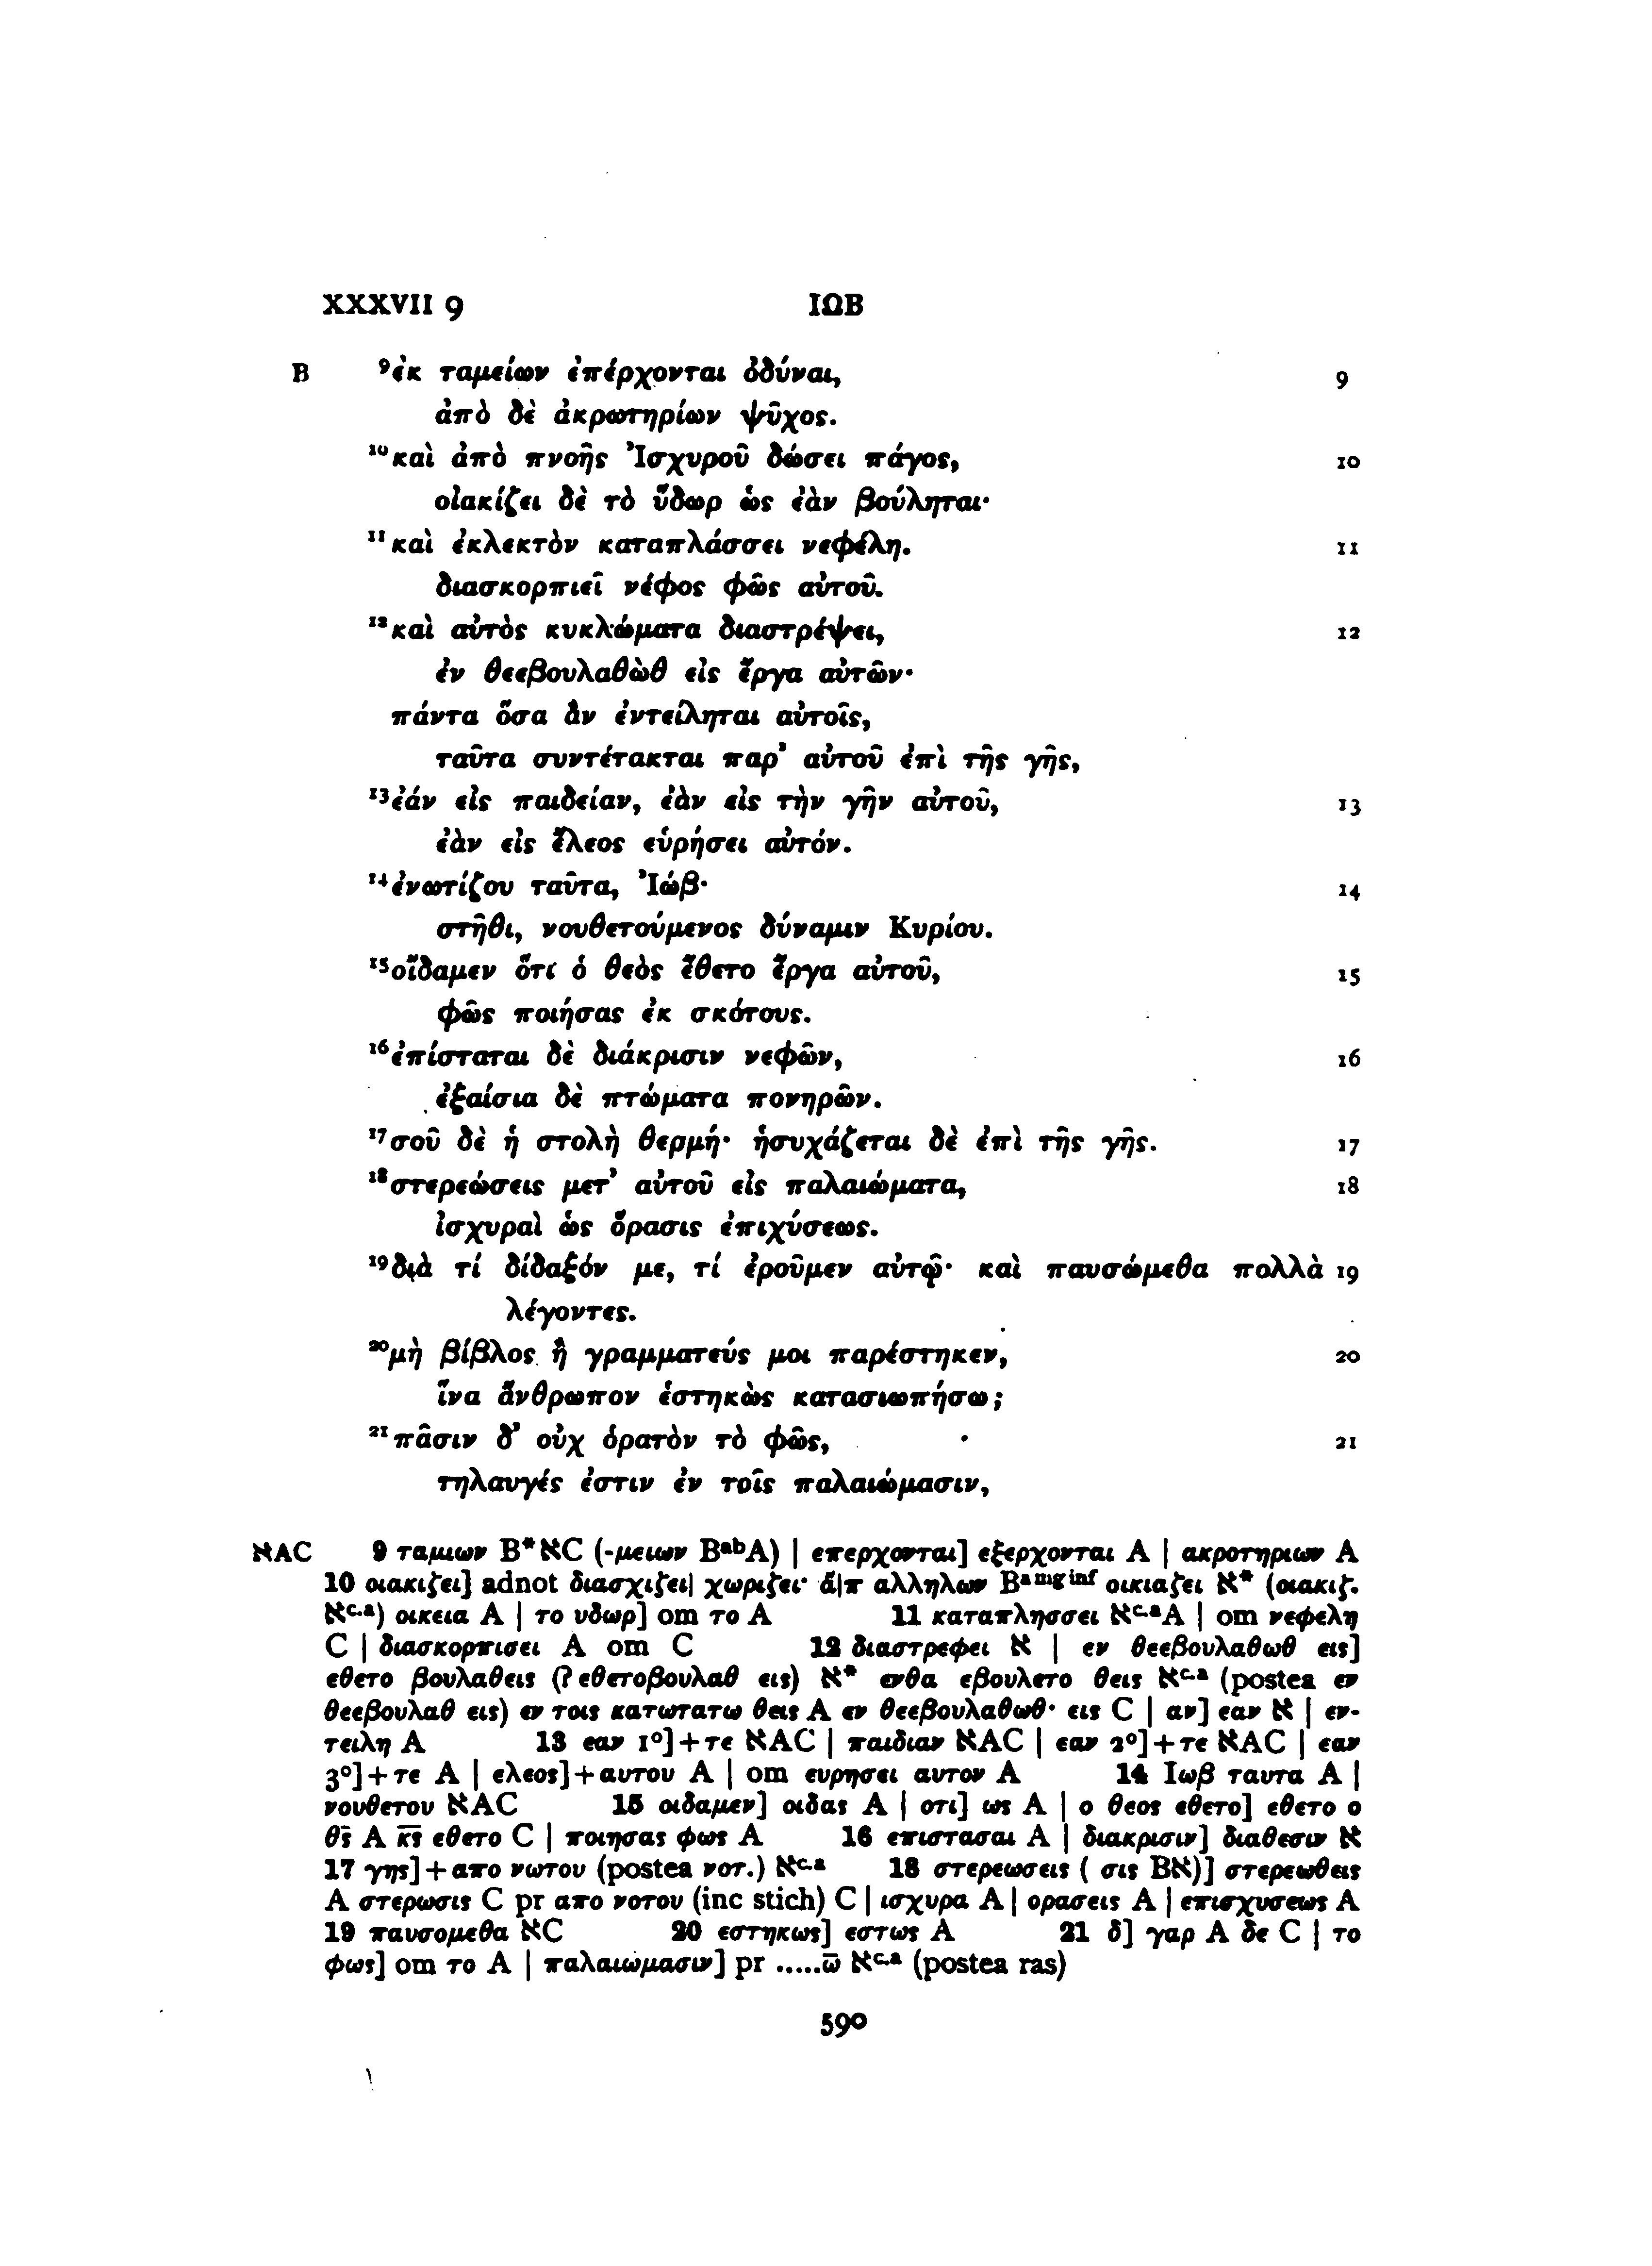 XXXVII 9 ΙΩΒ
B ⁹ἐκ ταμείων ἐπέρχονται ὀδύναι, 9
ἀπὸ δὲ ἀκρωτηρίων ψῦχος.
¹⁰καὶ ἀπὸ πνοῆς Ἰσχυροῦ δώσει πάγος, 10
οἰακίζει δὲ τὸ ὕδωρ ὡς ἐὰν βούληται·
¹¹καὶ ἐκλεκτὸν καταπλάσσει νεφέλη. 11
διασκορπιεῖ νέφος φῶς αὐτοῦ.
¹²καὶ αὐτὸς κυκλώματα διαστρέψει, 12
ἐν θεεβουλαθὼθ εἰς ἔργα αὐτῶν·
πάντα ὅσα ἂν ἐντείληται αὐτοῖς,
ταῦτα συντέτακται παρ’ αὐτοῦ ἐπὶ τῆς γῆς,
¹³ἐάν εἰς παιδείαν, ἐὰν εἰς τὴν γῆν αὐτοῦ, 13
ἐὰν εἰς ἔλεος εὑρήσει αὐτόν.
¹⁴ἐνωτίζου ταῦτα, Ἰώβ· 14
στῆθι, νουθετούμενος δύναμιν Κυρίου.
¹⁵οἴδαμεν ὅτι ὁ θεὸς ἔθετο ἔργα αὐτοῦ, 15
φῶς ποιήσας ἐκ σκότους.
¹⁶ἐπίσταται δὲ διάκρισιν νεφῶν, 16
ἐξαίσια δὲ πτώματα πονηρῶν.
¹⁷σοῦ δὲ ἡ στολὴ θερμή· ἡσυχάζεται δὲ ἐπὶ τῆς γῆς. 17
¹⁸στερεώσεις μετ’ αὐτοῦ εἰς παλαιώματα, 18
ἰσχυραὶ ὡς ὅρασις ἐπιχύσεως.
¹⁹διὰ τί δίδαξόν με, τί ἐροῦμεν αὐτῷ· καὶ παυσώμεθα πολλὰ 19
λέγοντες.
²⁰μὴ βίβλος ἢ γραμματεύς μοι παρέστηκεν, 20
ἵνα ἄνθρωπον ἑστηκὼς κατασιωπήσω;
²¹πᾶσιν δ’ οὐχ ὁρατὸν τὸ φῶς, 21
τηλαυγές ἐστιν ἐν τοῖς παλαιώμασιν,
אAC 9 ταμιων B*אC (-μειων BᵃᵇA) | επερχονται] εξερχονται A | ακροτηριων A
10 οιακιζει] adnot διασχιζει| χωριζει· ἄ|π αλληλων Bᵃ ᵐᵍ ⁱⁿᶠ οικιαζει א* (οιακιζ.
אᶜ·ᵃ) οικεια A | το υδωρ] om το A 11 καταπλησσει אᶜ·ᵃA | om νεφελη
C | διασκορπισει A om C 12 διαστρεφει א | εν θεεβουλαθωθ εις]
εθετο βουλαθεις (? εθετοβουλαθ εις) א* ενθα εβουλετο θεις אᶜ·ᵃ (postea εν
θεεβουλαθ εις) εν τοις κατωτατω θεις A εν θεεβουλαθωθ· εις C | αν] εαν א | εν-
τειλη A 13 εαν 1º]+τε אAC | παιδιαν אAC | εαν 2º]+τε אAC | εαν
3º]+τε A | ελεος]+αυτου A | om ευρησει αυτον A 14 Ιωβ ταυτα A |
νουθετου אAC 15 οιδαμεν] οιδας A | οτι] ως A | ο θεος εθετο] εθετο ο
θ̅ς̅ A κ̅ς̅ εθετο C | ποιησας φως A 16 επιστασαι A | διακρισιν] διαθεσιν א
17 γης]+απο νωτου (postea νοτ.) אᶜ·ᵃ 18 στερεωσεις ( σις Bא)] στερεωθεις
A στερωσις C pr απο νοτου (inc stich) C | ισχυρα A | ορασεις A | επισχυσεως A
19 παυσομεθα אC 20 εστηκως] εστως A 21 δ] γαρ A δε C | το
φως] om το A | παλαιωμασιν] pr .....ω̅ אᶜ·ᵃ (postea ras)
590